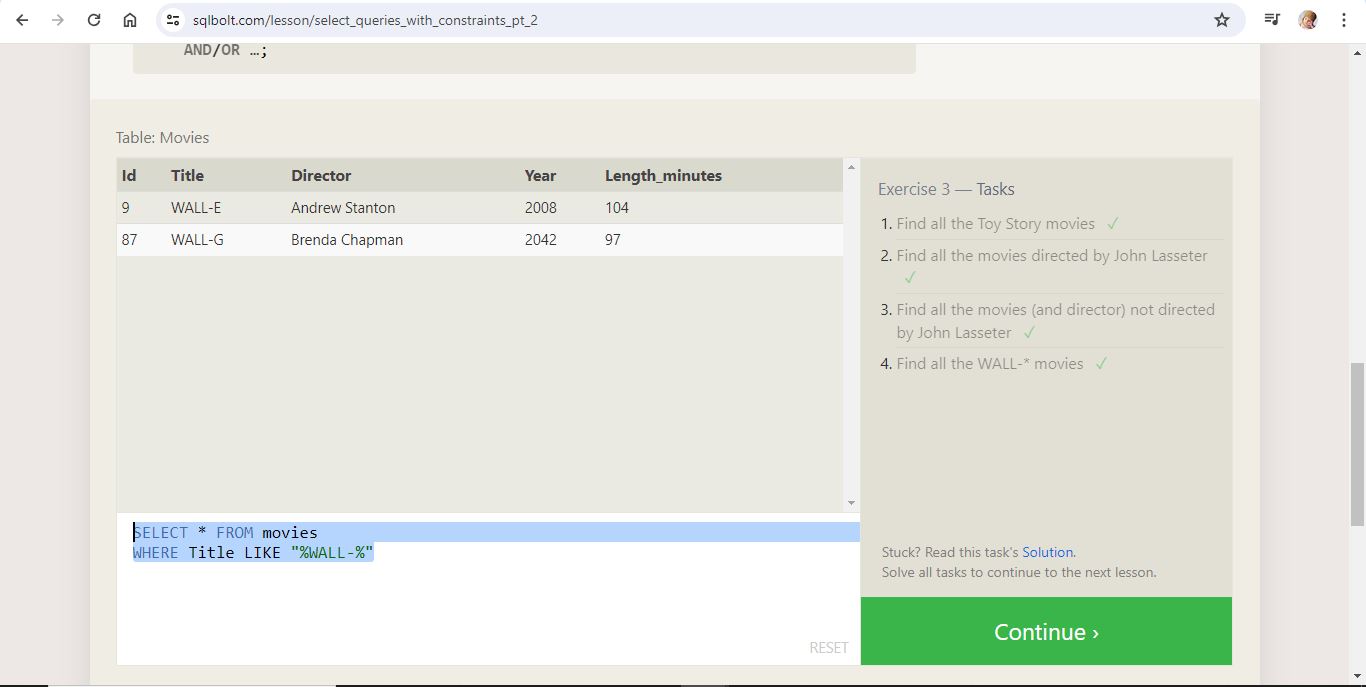 sqlbolt.com/lesson/select_queries_with_constraints_pt_2
AND/OR …;
Table: Movies
Id Title Director Year Length_minutes
9 WALL-E Andrew Stanton 2008 104
87 WALL-G Brenda Chapman 2042 97
SELECT * FROM movies
WHERE Title LIKE "%WALL-%"
RESET
Exercise 3 — Tasks
1. Find all the Toy Story movies ✓
2. Find all the movies directed by John Lasseter
✓
3. Find all the movies (and director) not directed
by John Lasseter ✓
4. Find all the WALL-* movies ✓
Stuck? Read this task's Solution.
Solve all tasks to continue to the next lesson.
Continue ›